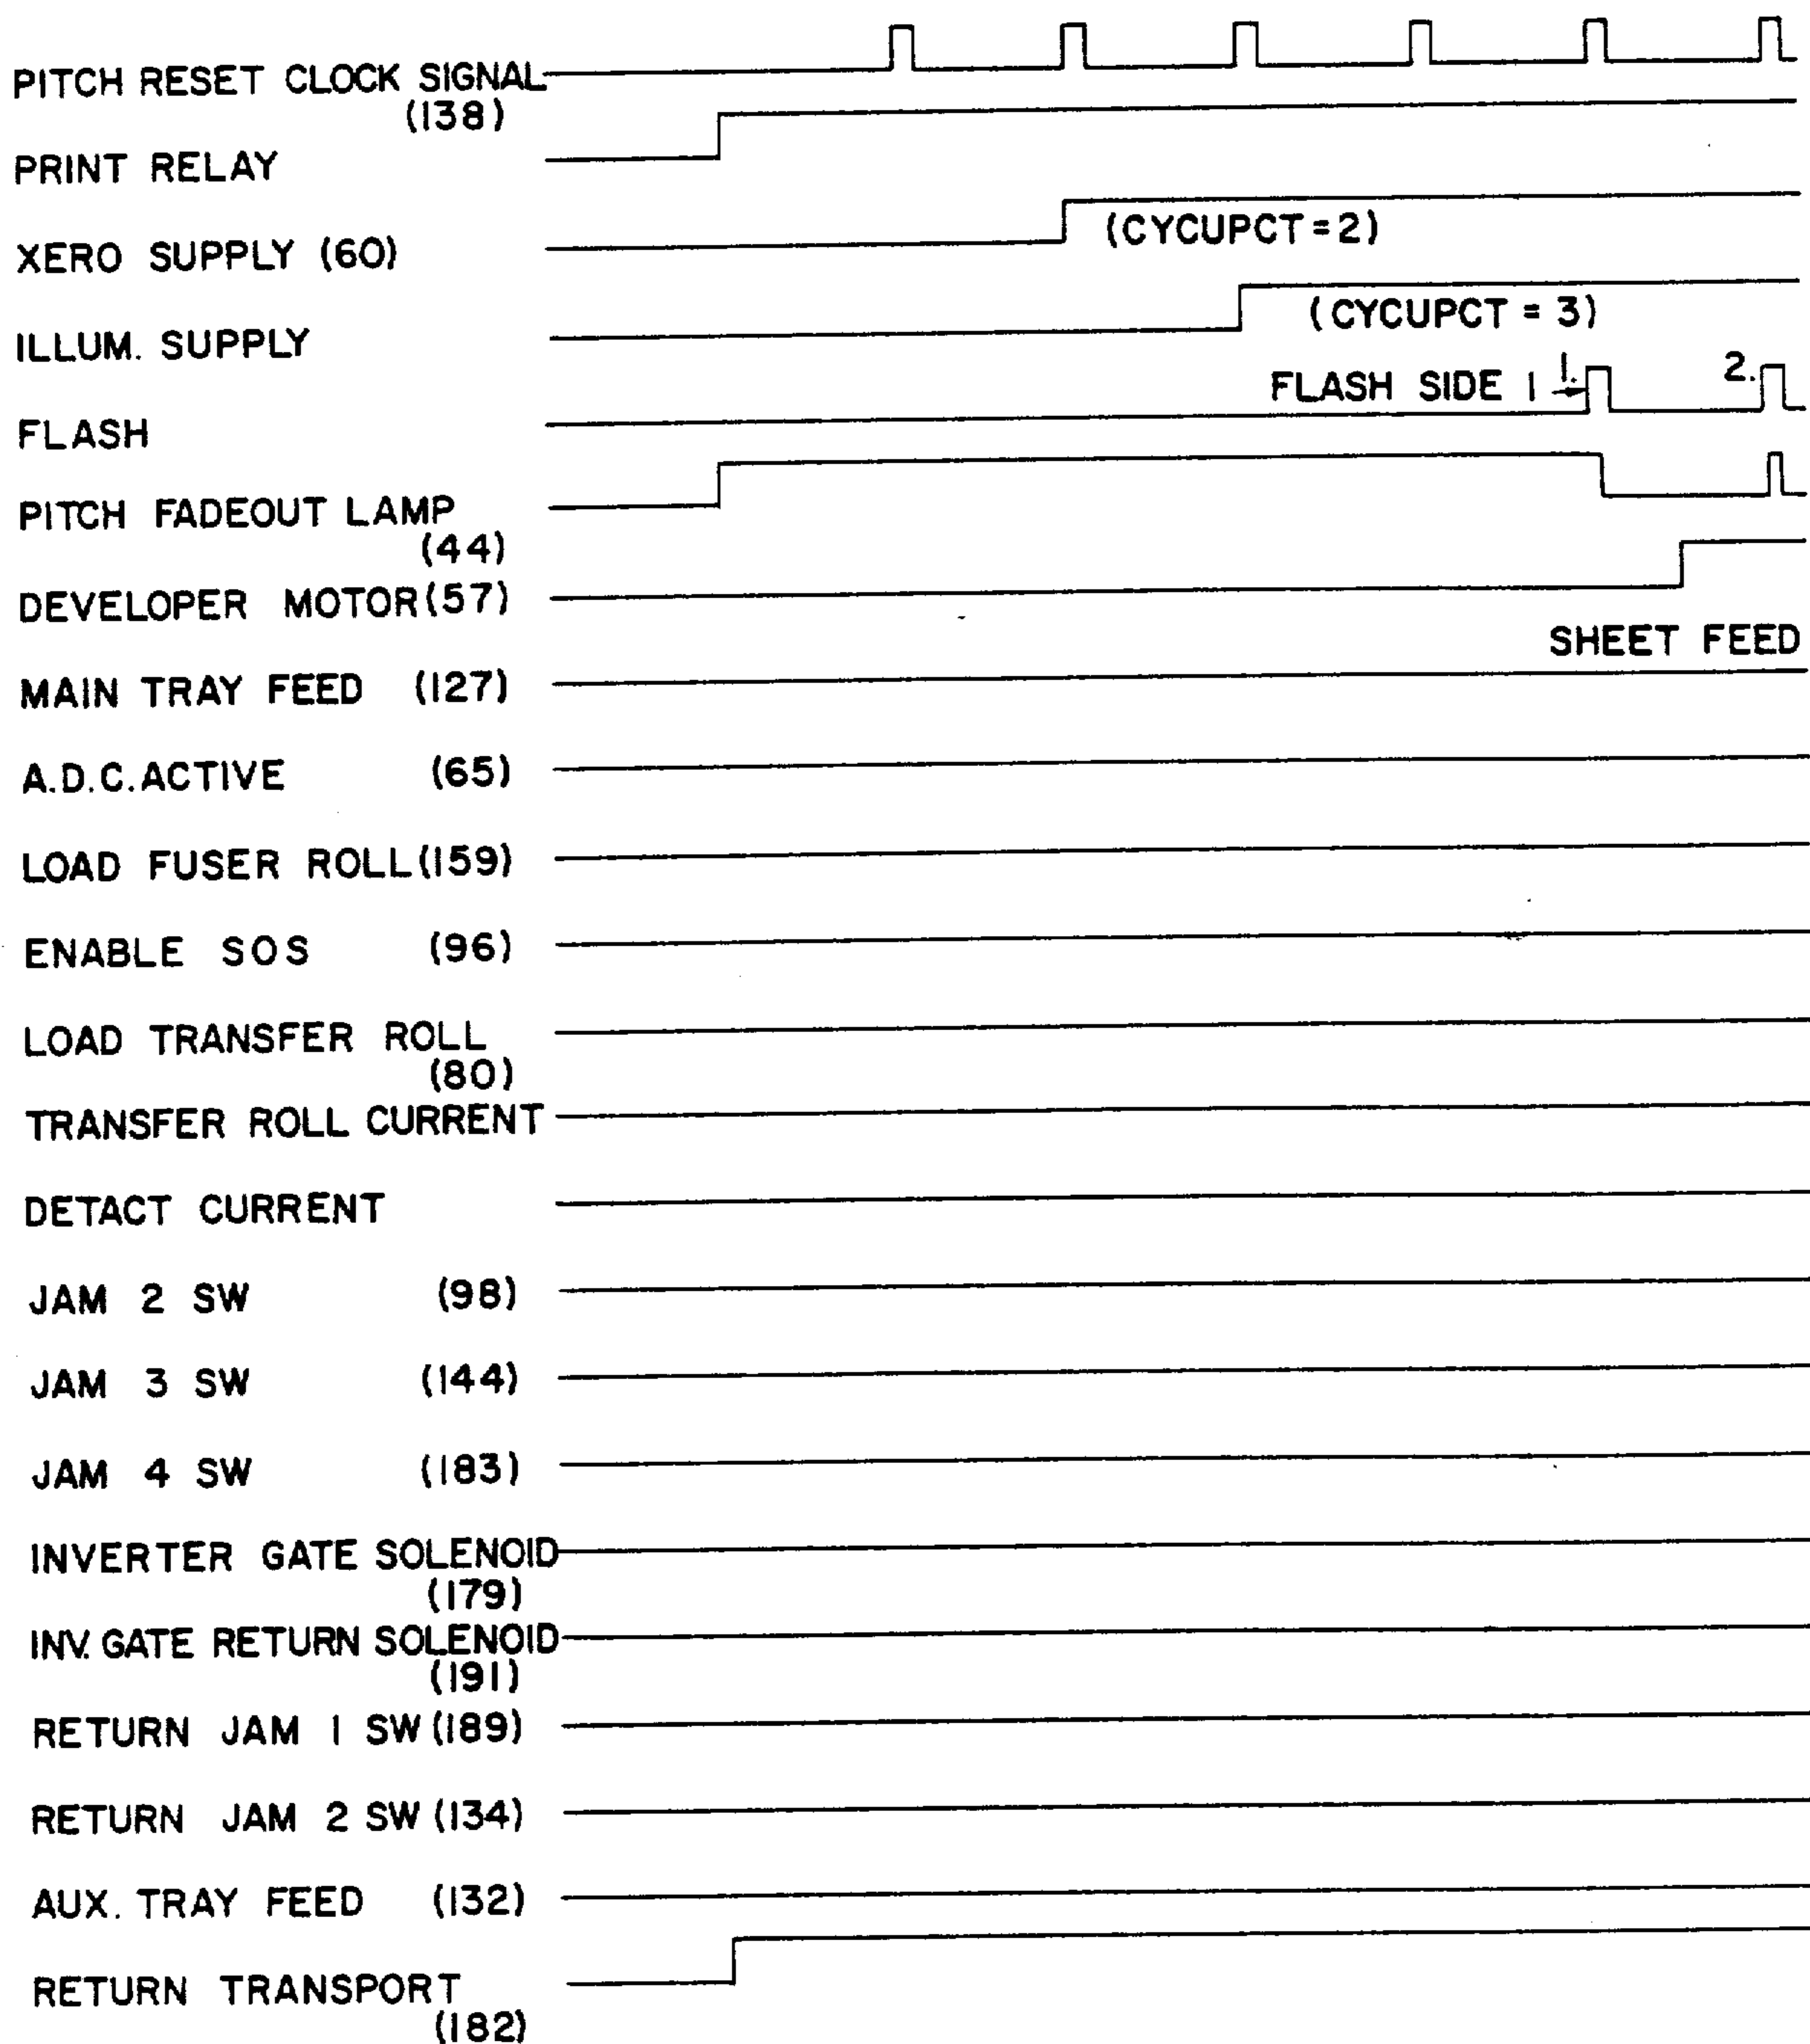 PITCH RESET CLOCK SIGNAL
(138)
PRINT RELAY
XERO SUPPLY (60)
(CYCUPCT = 2)
ILLUM. SUPPLY
(CYCUPCT = 3)
FLASH SIDE 1
1.
2.
FLASH
PITCH FADEOUT LAMP
(44)
DEVELOPER MOTOR (57)
SHEET FEED
MAIN TRAY FEED (127)
A.D.C. ACTIVE (65)
LOAD FUSER ROLL (159)
ENABLE SOS (96)
LOAD TRANSFER ROLL
(80)
TRANSFER ROLL CURRENT
DETACT CURRENT
JAM 2 SW (98)
JAM 3 SW (144)
JAM 4 SW (183)
INVERTER GATE SOLENOID
(179)
INV. GATE RETURN SOLENOID
(191)
RETURN JAM 1 SW (189)
RETURN JAM 2 SW (134)
AUX. TRAY FEED (132)
RETURN TRANSPORT
(182)